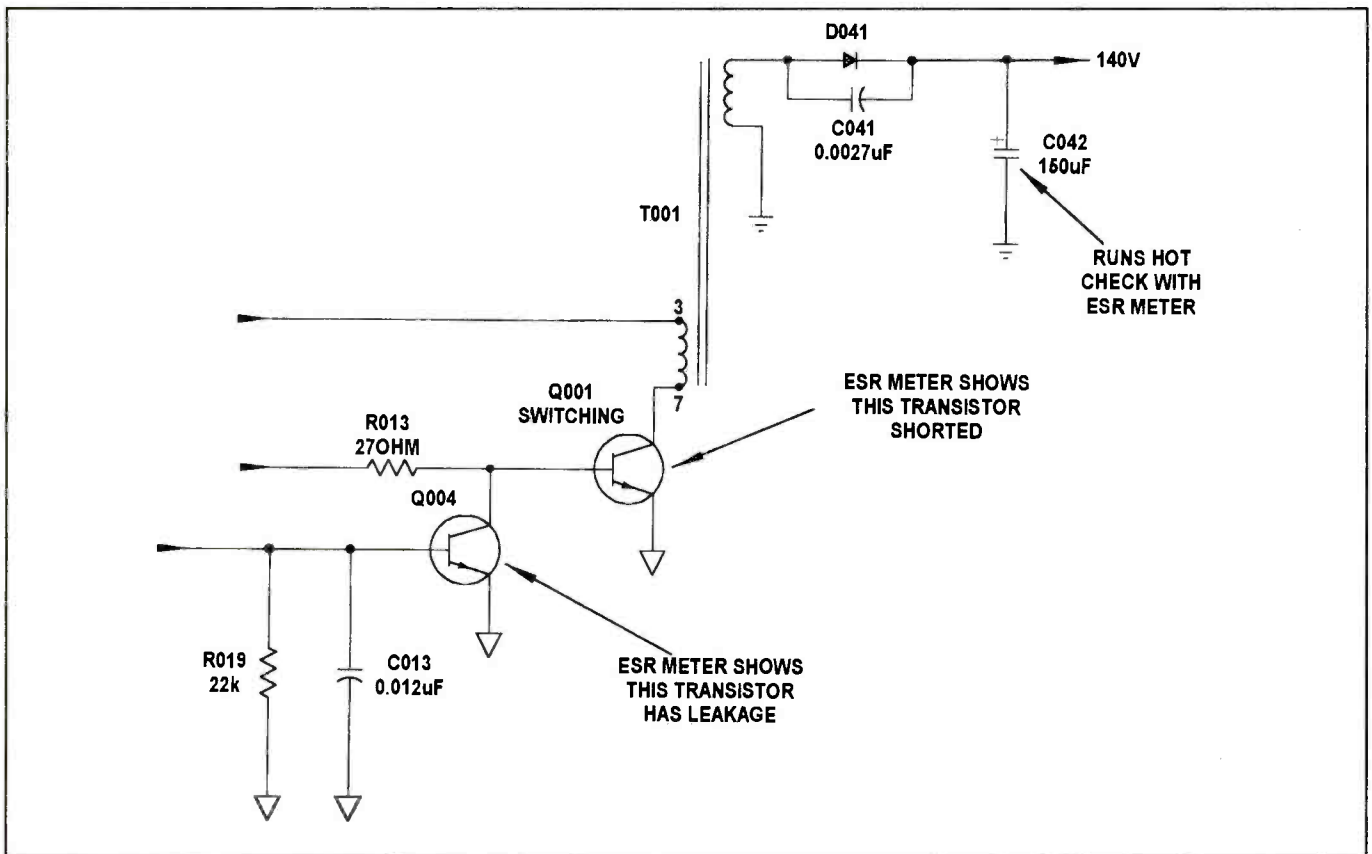 D041
140V
C041
0.0027uF
C042
150uF
T001
RUNS HOT
CHECK WITH
ESR METER
3
7
Q001
SWITCHING
ESR METER SHOWS
THIS TRANSISTOR
SHORTED
R013
27OHM
Q004
R019
22k
C013
0.012uF
ESR METER SHOWS
THIS TRANSISTOR
HAS LEAKAGE